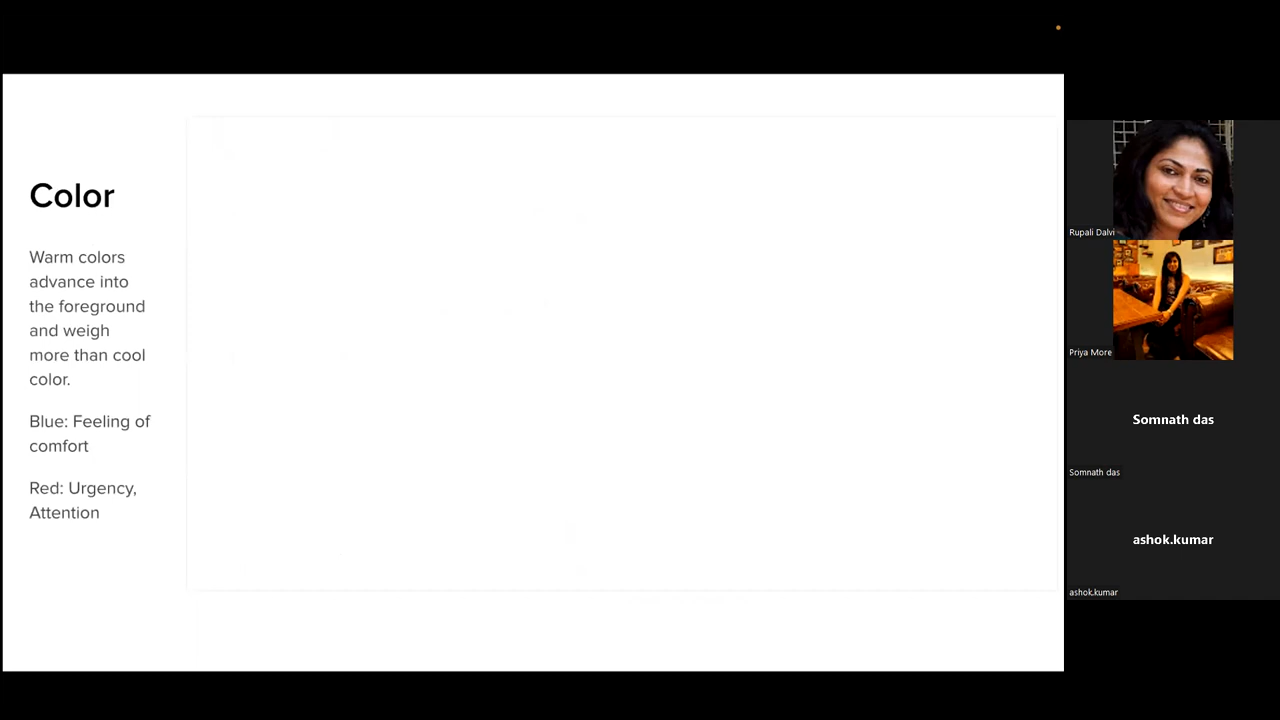 Color
Warm colors
advance into
the foreground
and weigh
more than cool
color.
Blue: Feeling of
comfort
Red: Urgency,
Attention
Rupali Dalvi
Priya More
Somnath das
Somnath das
ashok.kumar
ashok.kumar